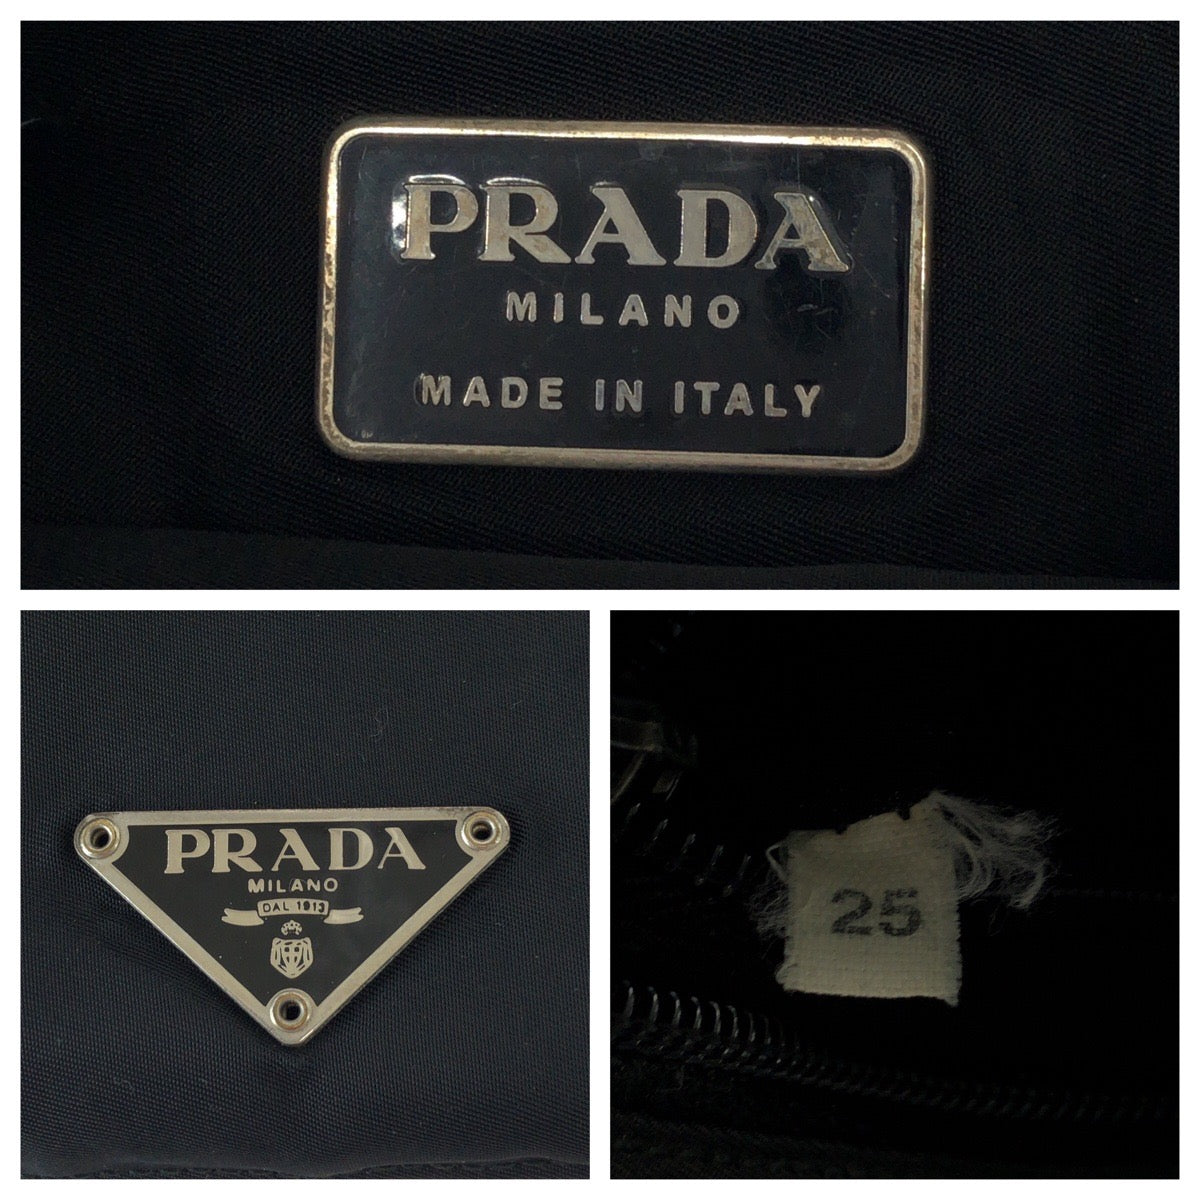 PRADA
MILANO
MADE IN ITALY
PRADA
MILANO
DAL 1913
25